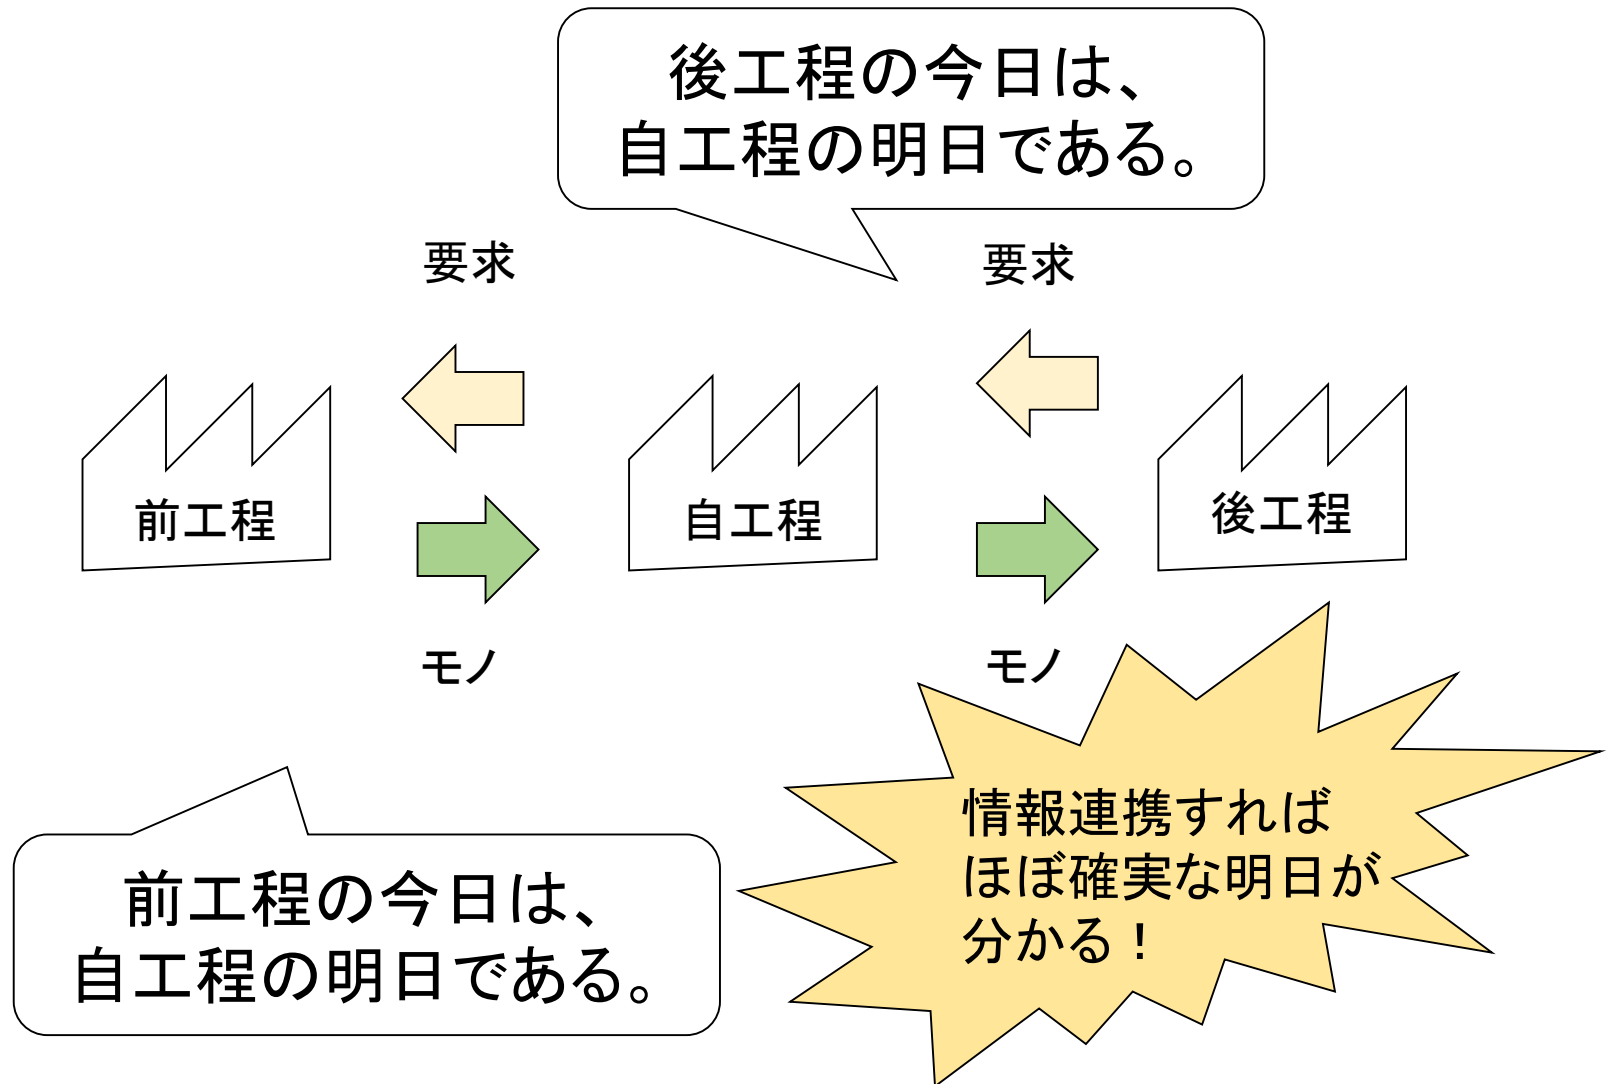 後工程の今日は、
自工程の明日である。
要求
要求
前工程
自工程
後工程
モノ
モノ
前工程の今日は、
自工程の明日である。
情報連携すれば
ほぼ確実な明日が
分かる！